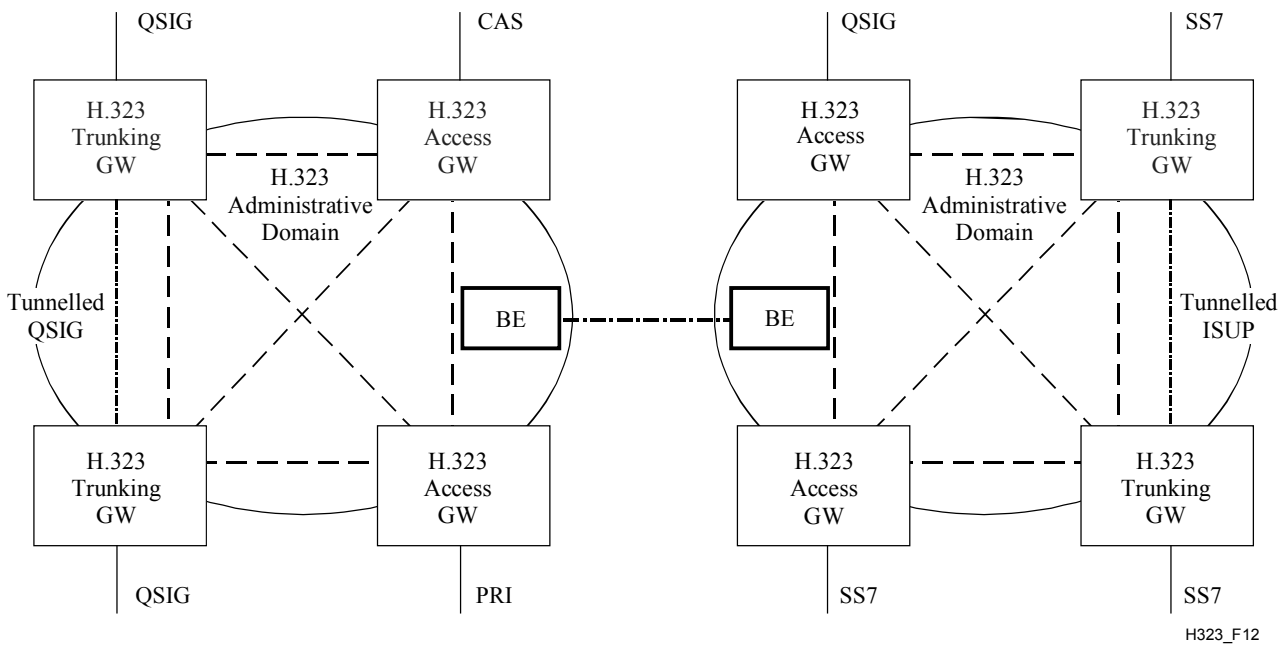 QSIG
CAS
QSIG
SS7
H.323
Trunking
GW
H.323
Access
GW
H.323
Access
GW
H.323
Trunking
GW
H.323
Administrative
Domain
H.323
Administrative
Domain
Tunnelled
QSIG
BE
BE
Tunnelled
ISUP
H.323
Trunking
GW
H.323
Access
GW
H.323
Access
GW
H.323
Trunking
GW
QSIG
PRI
SS7
SS7
H323_F12